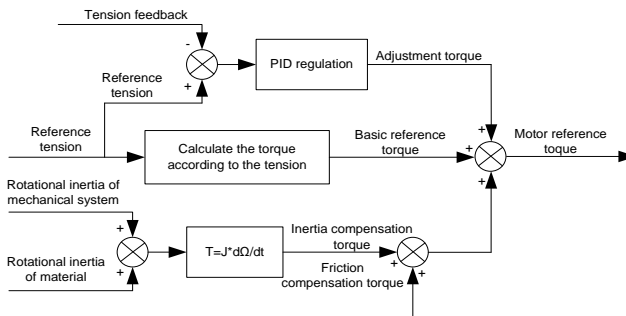 Tension feedback
-
+
PID regulation
Adjustment torque
Reference
tension
Reference
tension
Calculate the torque
according to the tension
Basic reference
torque
+
+
+
Motor reference
toque
Rotational inertia of
mechanical system
+
+
Rotational inertia
of material
T=J*dΩ/dt
Inertia compensation
torque
Friction
compensation torque
+
+